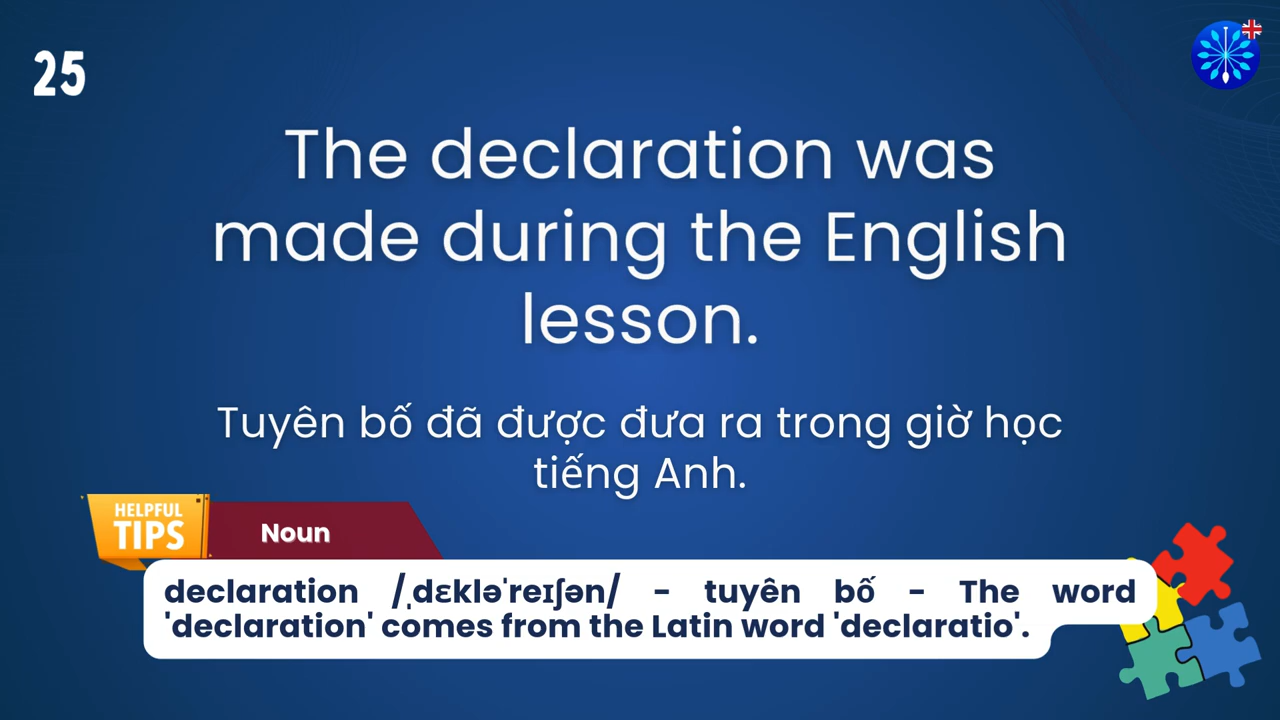 25
The declaration was
made during the English
lesson.
Tuyên bố đã được đưa ra trong giờ học
tiếng Anh.
HELPFUL
TIPS
Noun
declaration /ˌdɛkləˈreɪʃən/ - tuyên bố - The word
'declaration' comes from the Latin word 'declaratio'.